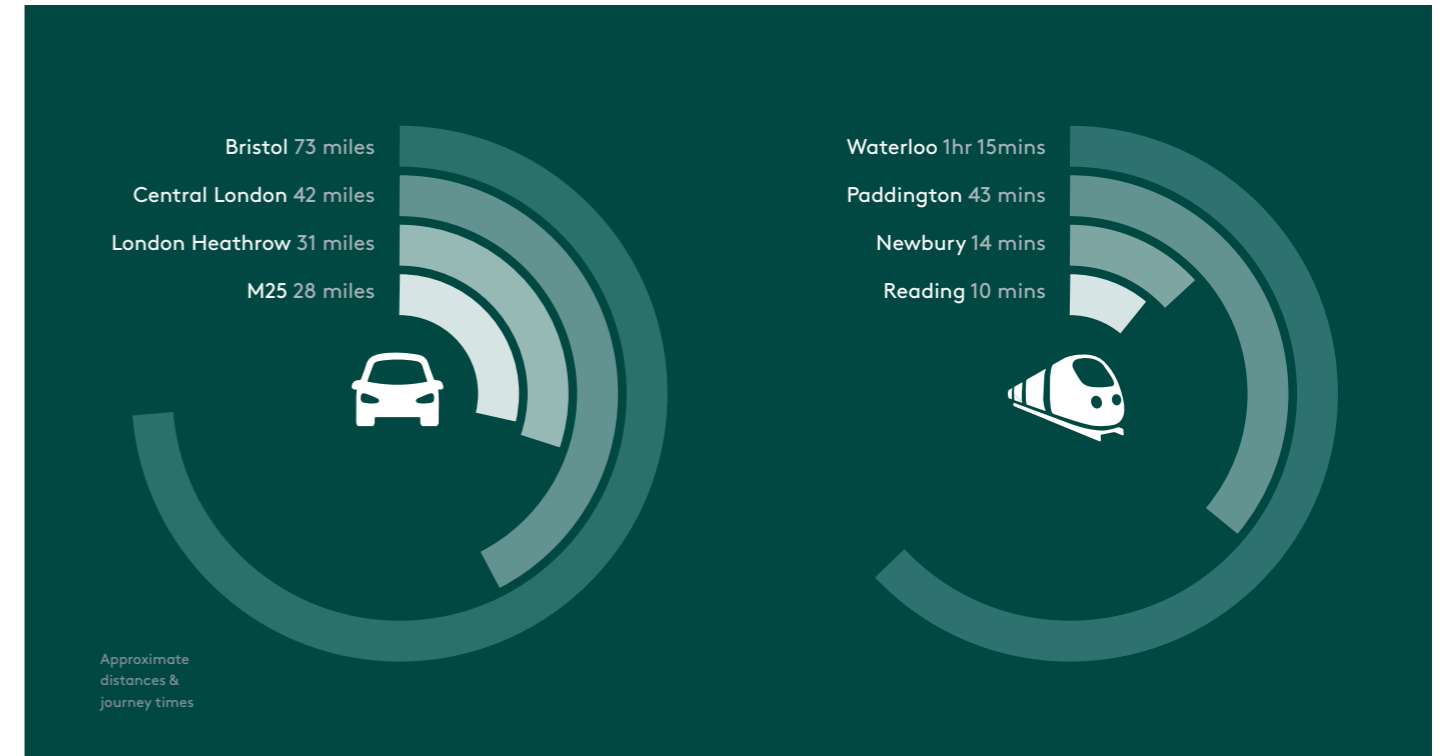 Bristol 73 miles
Central London 42 miles
London Heathrow 31 miles
M25 28 miles
Waterloo 1hr 15mins
Paddington 43 mins
Newbury 14 mins
Reading 10 mins
Approximate
distances &
journey times